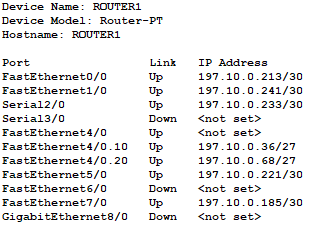 Device Name: ROUTER1
Device Model: Router-PT
Hostname: ROUTER1
Port Link IP Address
FastEthernet0/0 Up 197.10.0.213/30
FastEthernet1/0 Up 197.10.0.241/30
Serial2/0 Up 197.10.0.233/30
Serial3/0 Down <not set>
FastEthernet4/0 Up <not set>
FastEthernet4/0.10 Up 197.10.0.36/27
FastEthernet4/0.20 Up 197.10.0.68/27
FastEthernet5/0 Up 197.10.0.221/30
FastEthernet6/0 Down <not set>
FastEthernet7/0 Up 197.10.0.185/30
GigabitEthernet8/0 Down <not set>